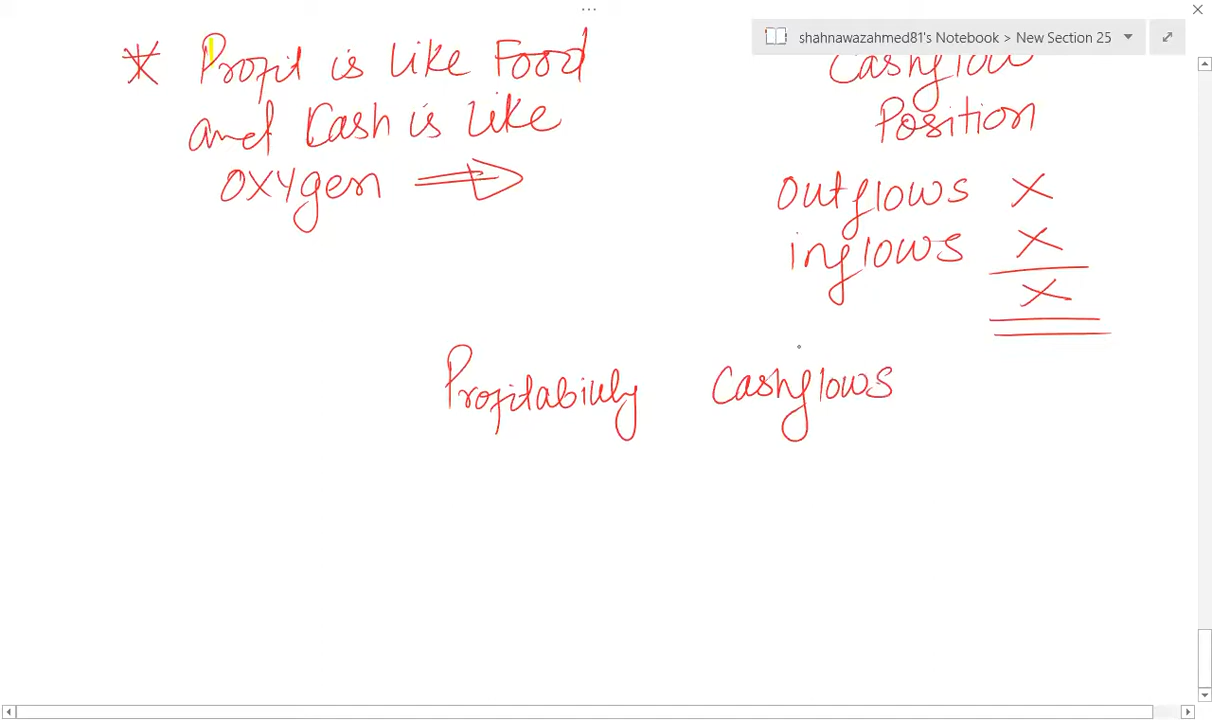 shahnawazahmed81's Notebook > New Section 25
* Profit is like Food
and Cash is like
oxygen ⇒
Cashflow
Position
outflows X
inflows X
X
Profitability Cashflows